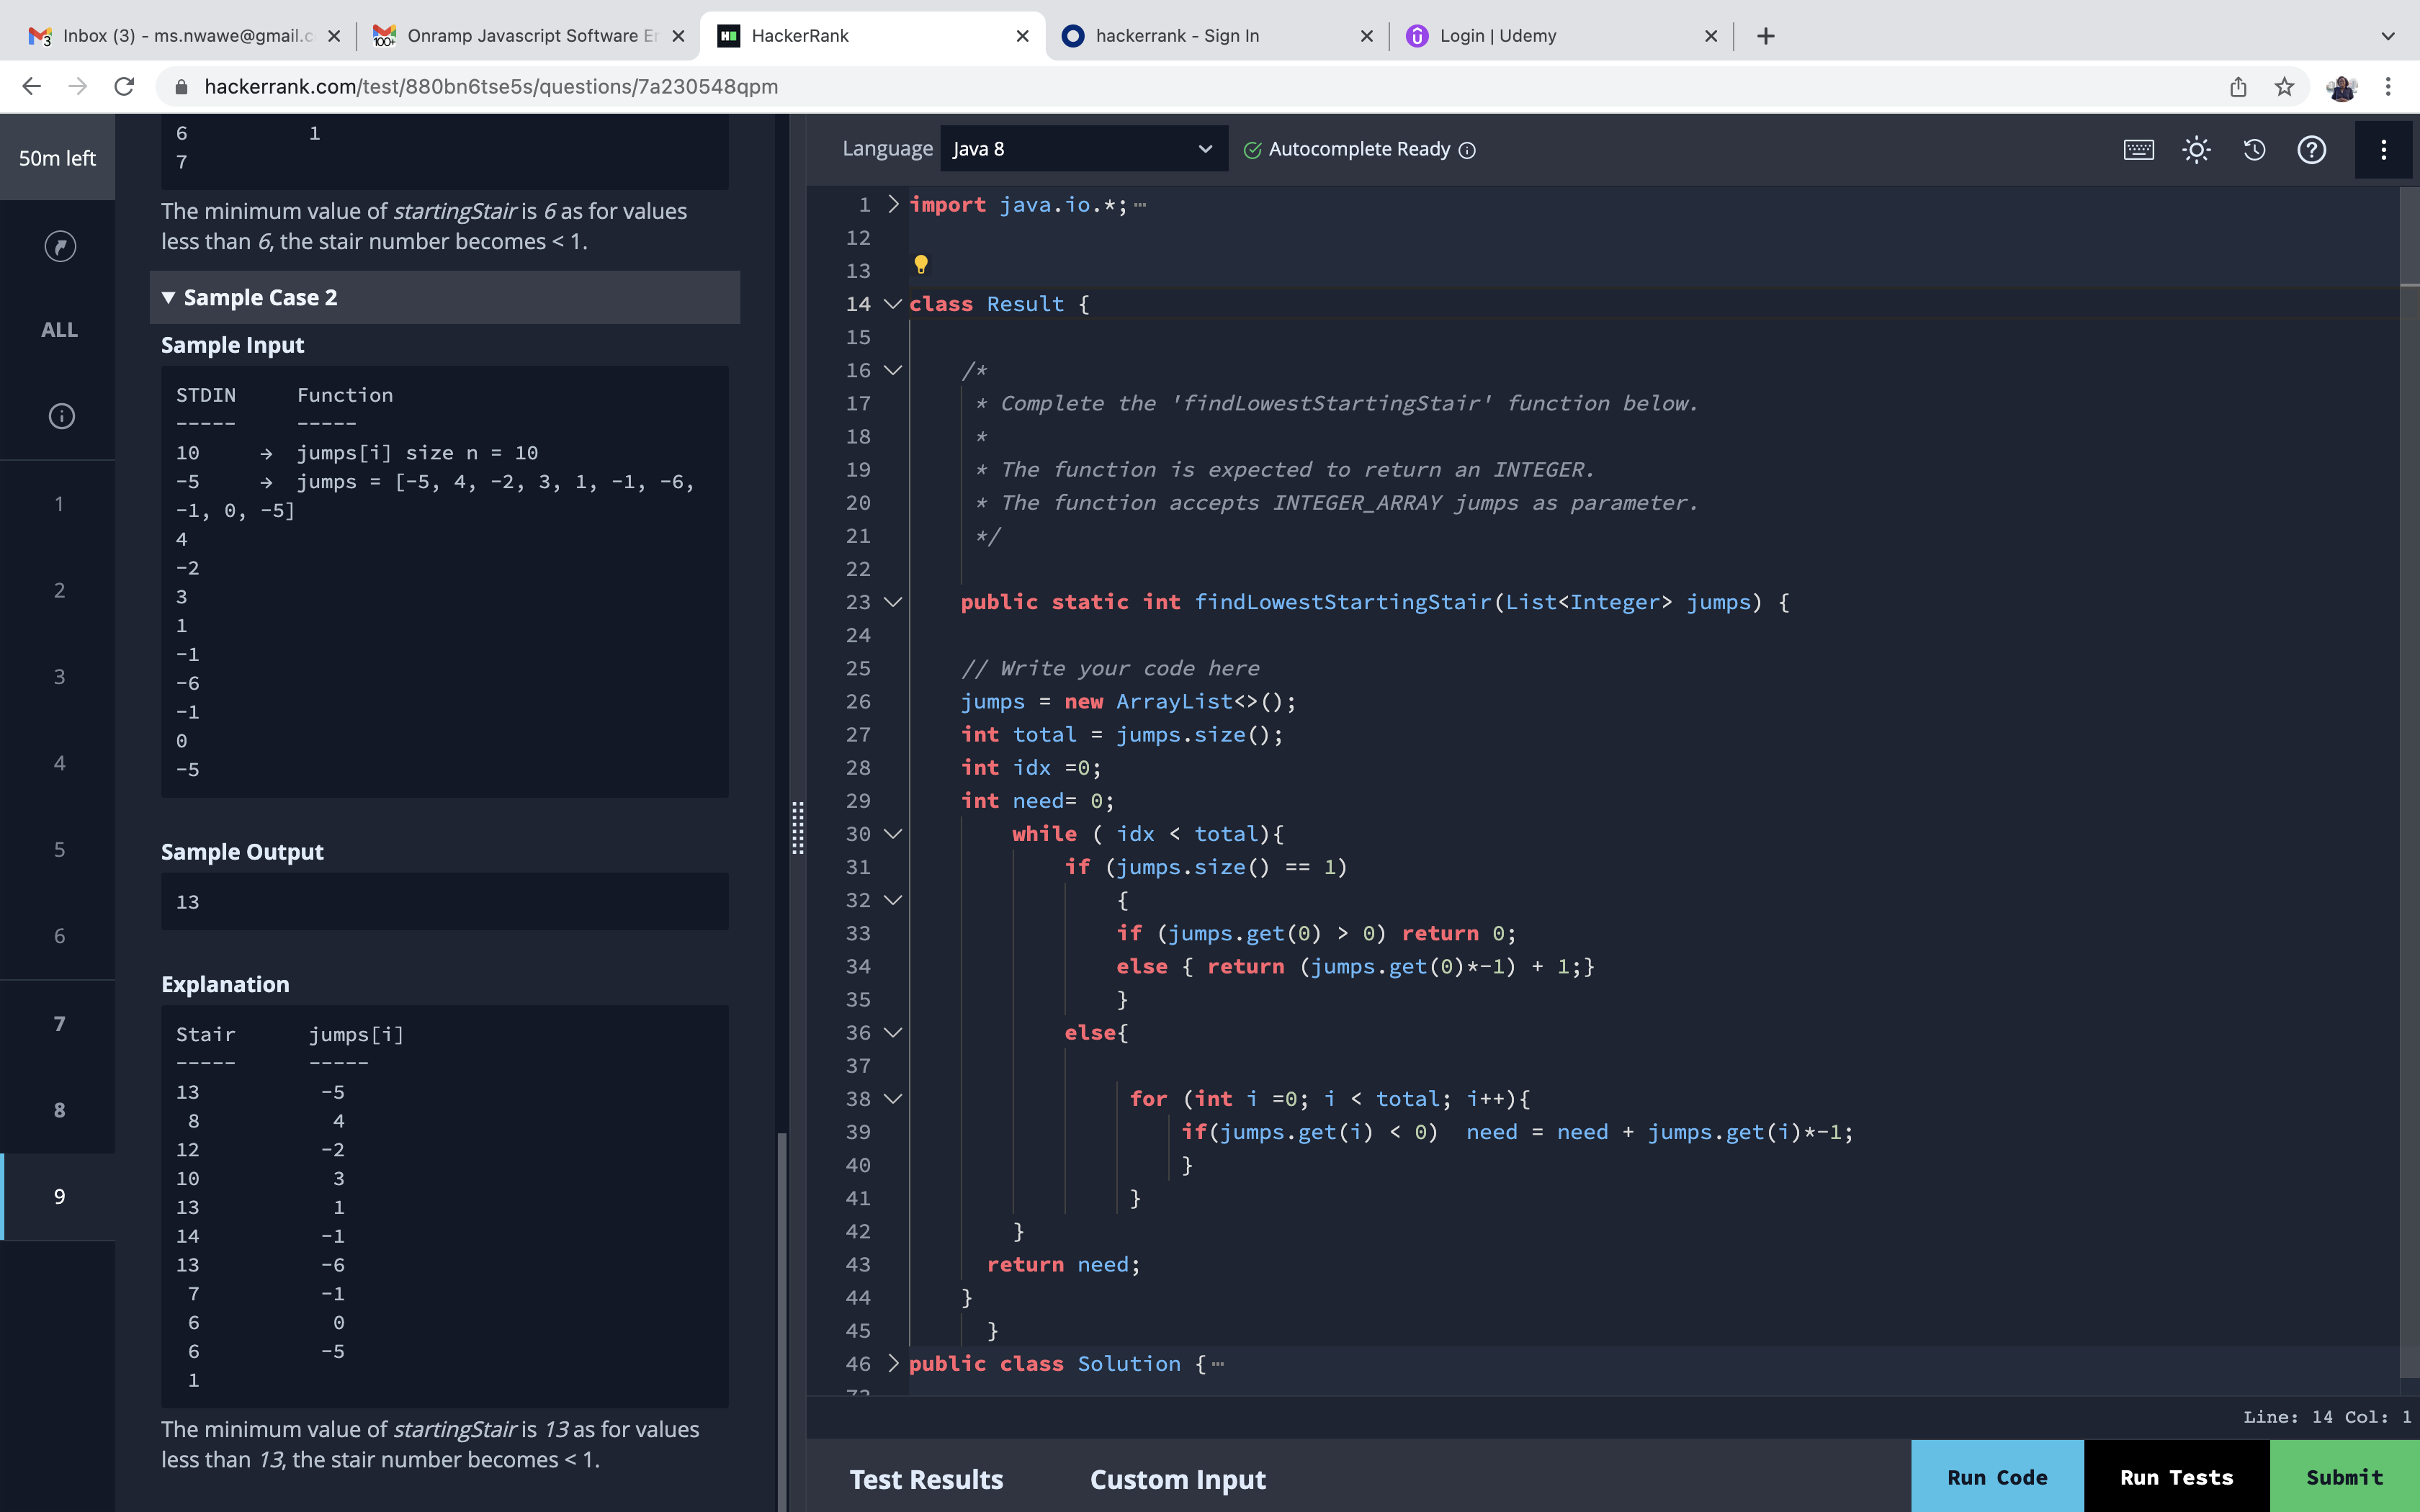 Inbox (3) - ms.nwawe@gmail.c
Onramp Javascript Software En
HackerRank
hackerrank - Sign In
Login | Udemy
hackerrank.com/test/880bn6tse5s/questions/7a230548qpm
50m left
ALL
1
2
3
4
5
6
7
8
9
6 1
7
The minimum value of startingStair is 6 as for values
less than 6, the stair number becomes < 1.
▼ Sample Case 2
Sample Input
STDIN Function
----- -----
10 → jumps[i] size n = 10
-5 → jumps = [-5, 4, -2, 3, 1, -1, -6,
-1, 0, -5]
4
-2
3
1
-1
-6
-1
0
-5
Sample Output
13
Explanation
Stair jumps[i]
----- -----
13 -5
8 4
12 -2
10 3
13 1
14 -1
13 -6
7 -1
6 0
6 -5
1
The minimum value of startingStair is 13 as for values
less than 13, the stair number becomes < 1.
Language Java 8 Autocomplete Ready
1 import java.io.*;
12
13
14 class Result {
15
16 /*
17 * Complete the 'findLowestStartingStair' function below.
18 *
19 * The function is expected to return an INTEGER.
20 * The function accepts INTEGER_ARRAY jumps as parameter.
21 */
22
23 public static int findLowestStartingStair(List<Integer> jumps) {
24
25 // Write your code here
26 jumps = new ArrayList<>();
27 int total = jumps.size();
28 int idx =0;
29 int need= 0;
30 while ( idx < total){
31 if (jumps.size() == 1)
32 {
33 if (jumps.get(0) > 0) return 0;
34 else { return (jumps.get(0)*-1) + 1;}
35 }
36 else{
37
38 for (int i =0; i < total; i++){
39 if(jumps.get(i) < 0) need = need + jumps.get(i)*-1;
40 }
41 }
42 }
43 return need;
44 }
45 }
46 public class Solution {
Line: 14 Col: 1
Test Results Custom Input Run Code Run Tests Submit